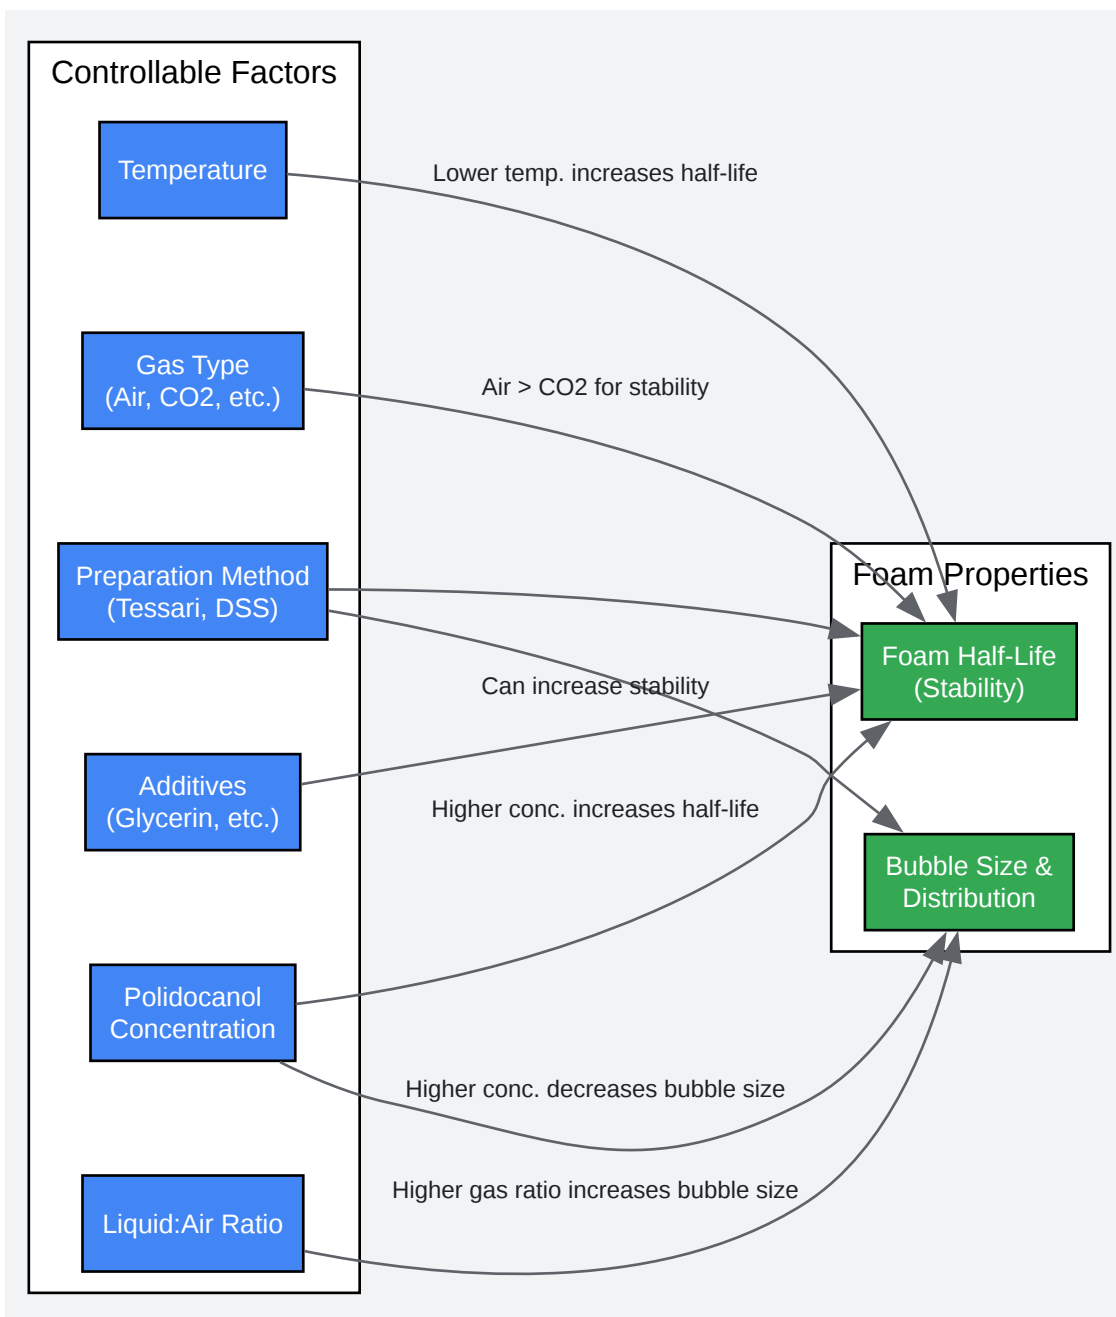 Controllable Factors
Temperature
Lower temp. increases half-life
Gas Type
(Air, CO2, etc.)
Air > CO2 for stability
Preparation Method
(Tessari, DSS)
Foam Properties
Foam Half-Life
(Stability)
Can increase stability
Additives
(Glycerin, etc.)
Higher conc. increases half-life
Bubble Size &
Distribution
Polidocanol
Concentration
Higher conc. decreases bubble size
Higher gas ratio increases bubble size
Liquid:Air Ratio